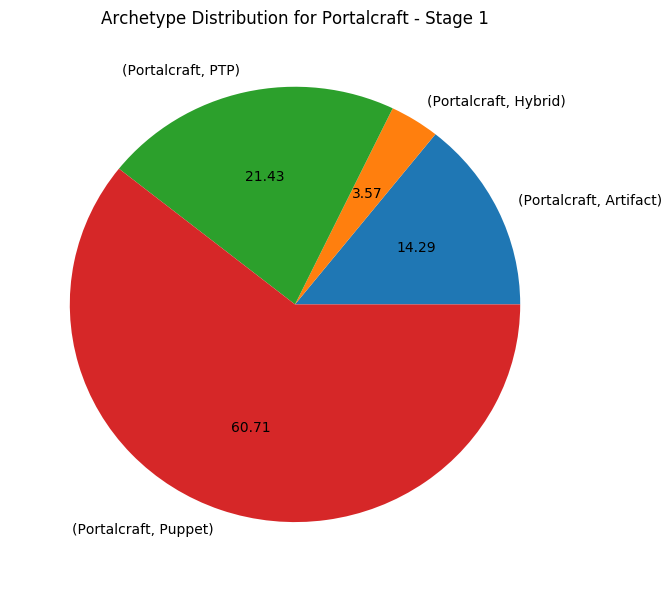 Archetype Distribution for Portalcraft - Stage 1
(Portalcraft, PTP)
(Portalcraft, Hybrid)
21.43
3.57
(Portalcraft, Artifact)
14.29
60.71
(Portalcraft, Puppet)